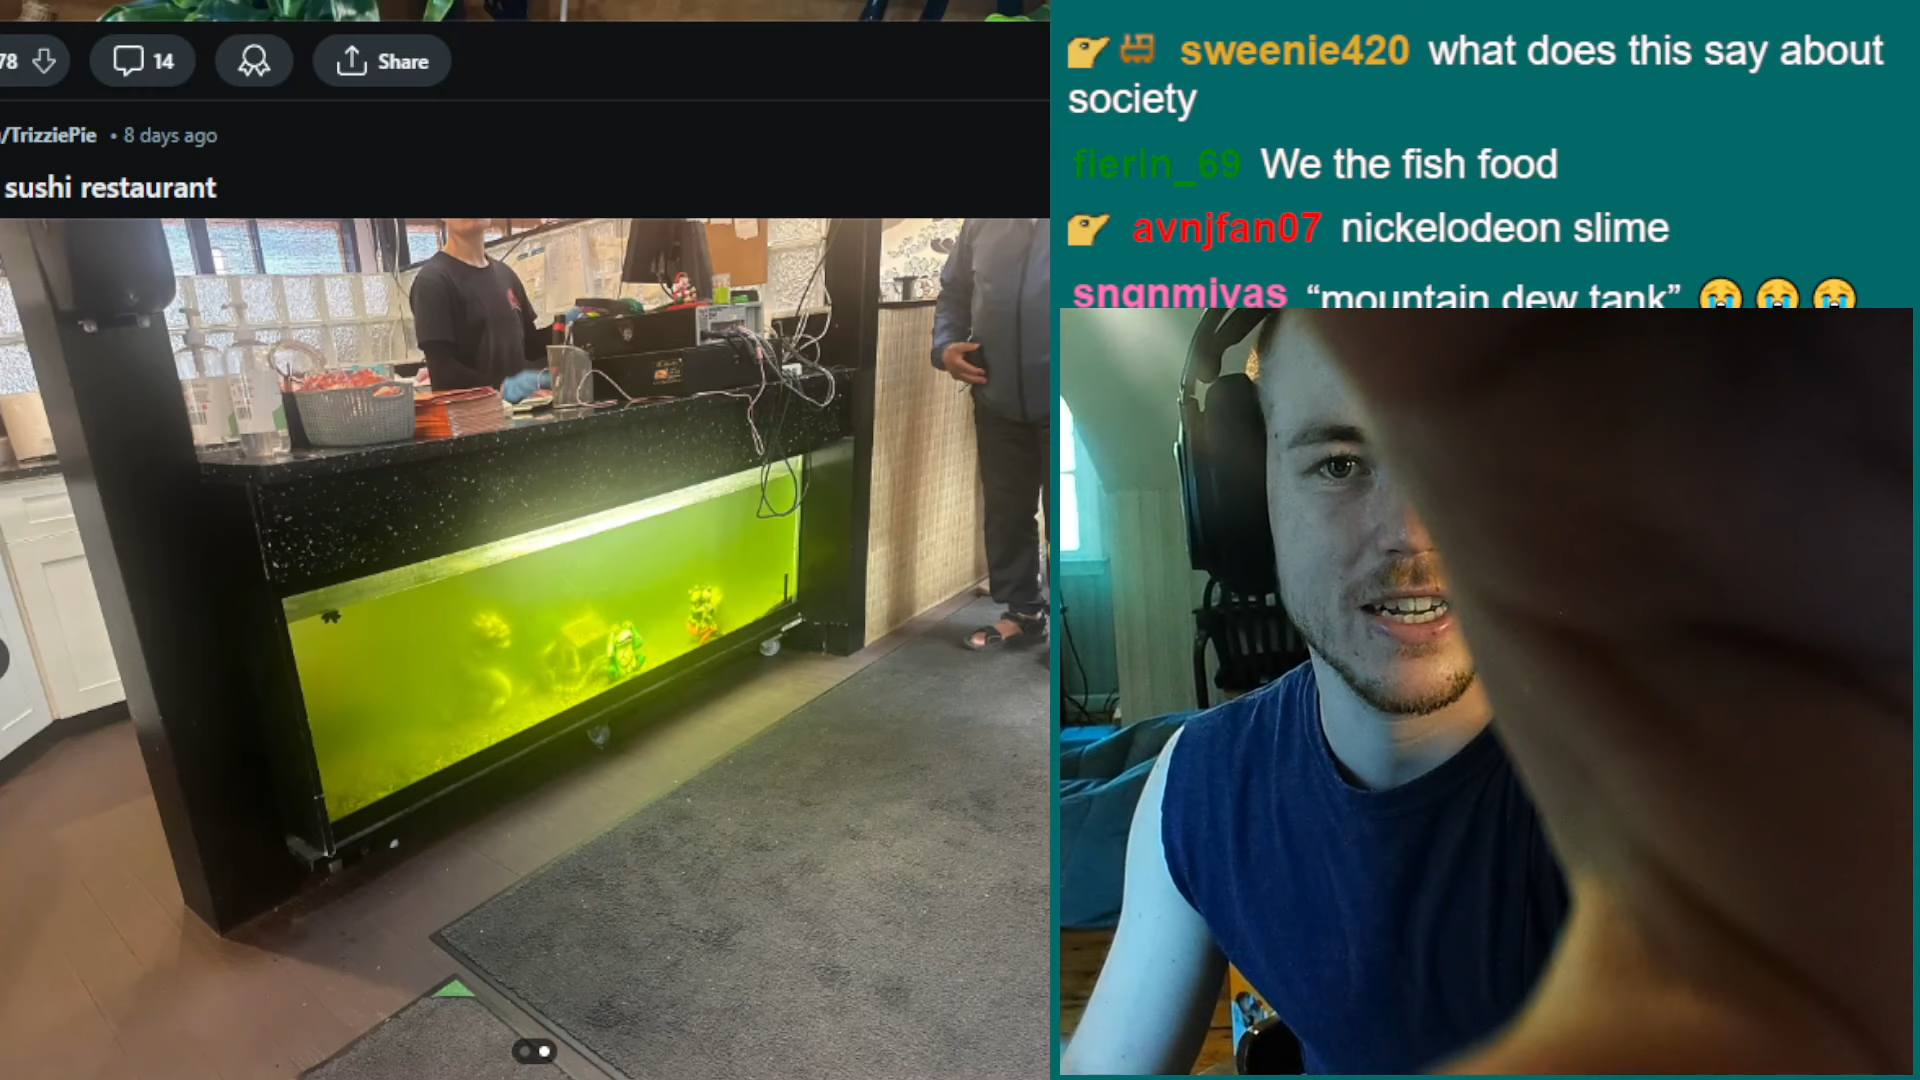 78
14
Share
/TrizziePie • 8 days ago
sushi restaurant
sweenie420 what does this say about
society
fierin_69 We the fish food
avnjfan07 nickelodeon slime
sngnmiyas “mountain dew tank” 😭 😭 😭